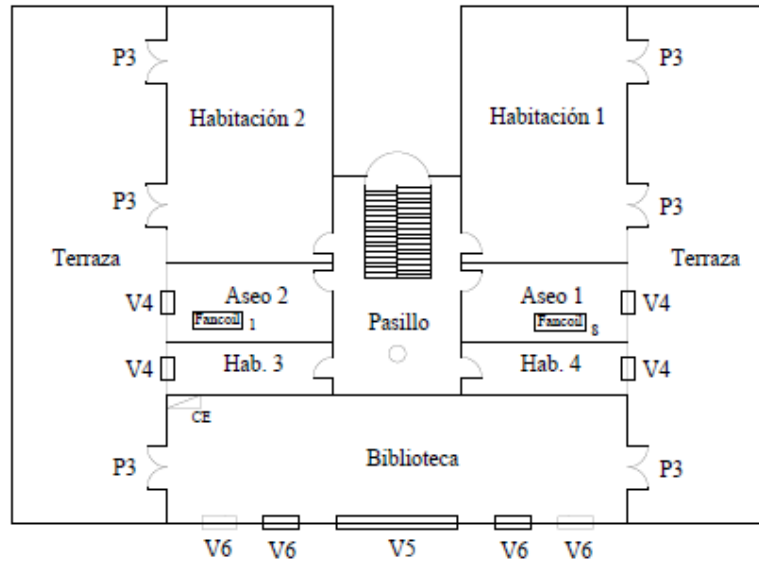 P3 P3
Habitación 2 Habitación 1
P3 P3
Terraza Terraza
Aseo 2 Aseo 1
V4 V4
Fancoil 1 Pasillo Fancoil 8
V4 Hab. 3 Hab. 4 V4
CE
P3 Biblioteca P3
V6 V6 V5 V6 V6